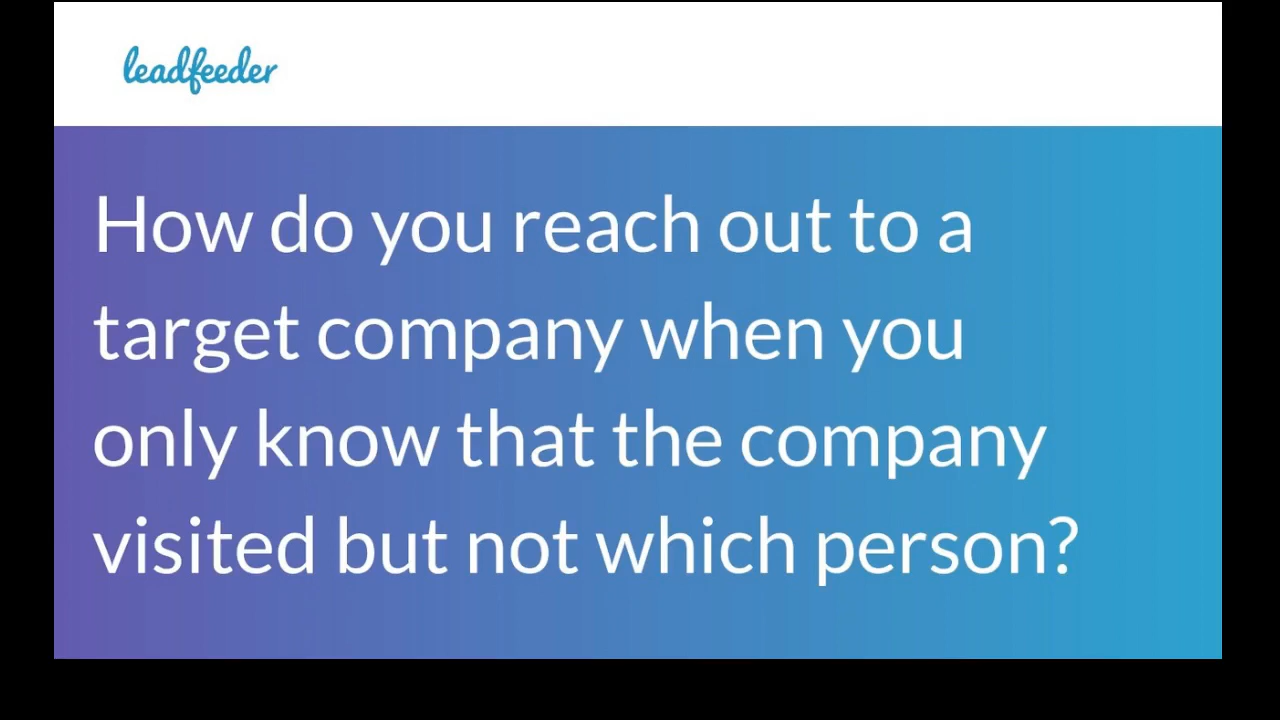 leadfeeder
How do you reach out to a
target company when you
only know that the company
visited but not which person?